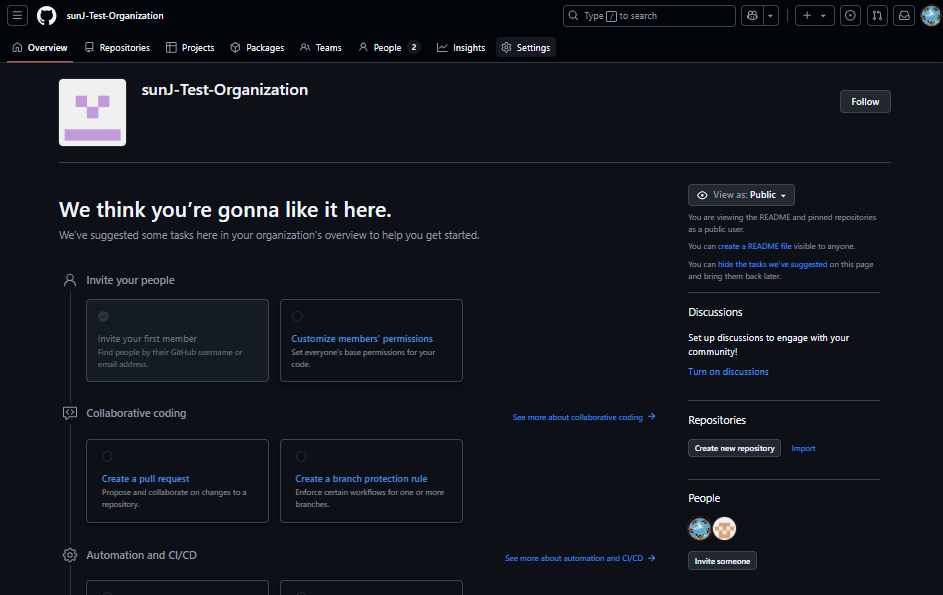 sunJ-Test-Organization
Type / to search
Overview
Repositories
Projects
Packages
Teams
People 2
Insights
Settings
sunJ-Test-Organization
Follow
We think you're gonna like it here.
We've suggested some tasks here in your organization's overview to help you get started.
Invite your people
Invite your first member
Find people by their GitHub username or
email address.
Customize members' permissions
Set everyone's base permissions for your
code.
Collaborative coding
See more about collaborative coding →
Create a pull request
Propose and collaborate on changes to a
repository.
Create a branch protection rule
Enforce certain workflows for one or more
branches.
Automation and CI/CD
See more about automation and CI/CD →
View as: Public
You are viewing the README and pinned repositories
as a public user.
You can create a README file visible to anyone.
You can hide the tasks we've suggested on this page
and bring them back later.
Discussions
Set up discussions to engage with your
community!
Turn on discussions
Repositories
Create new repository
Import
People
Invite someone